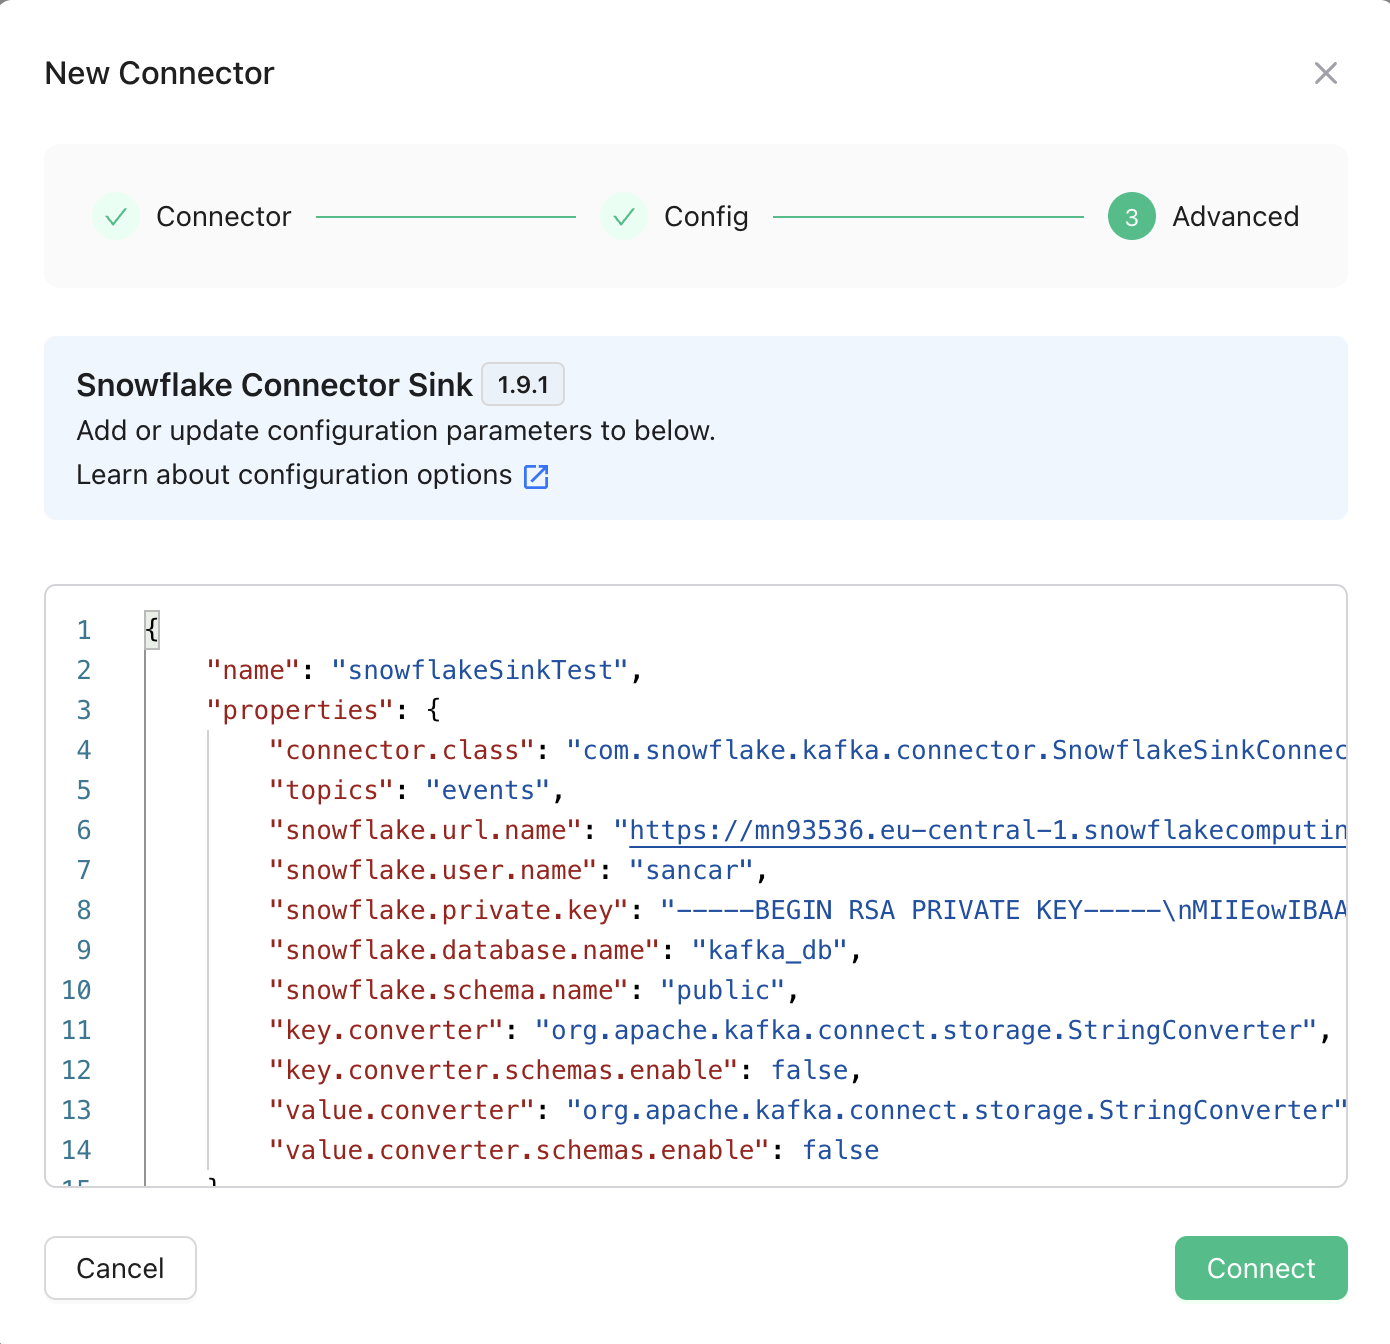 New Connector
Connector
Config
3 Advanced
Snowflake Connector Sink 1.9.1
Add or update configuration parameters to below.
Learn about configuration options
1 {
2 "name": "snowflakeSinkTest",
3 "properties": {
4 "connector.class": "com.snowflake.kafka.connector.SnowflakeSinkConnec
5 "topics": "events",
6 "snowflake.url.name": "https://mn93536.eu-central-1.snowflakecomputin
7 "snowflake.user.name": "sancar",
8 "snowflake.private.key": "-----BEGIN RSA PRIVATE KEY-----\nMIIEowIBAA
9 "snowflake.database.name": "kafka_db",
10 "snowflake.schema.name": "public",
11 "key.converter": "org.apache.kafka.connect.storage.StringConverter",
12 "key.converter.schemas.enable": false,
13 "value.converter": "org.apache.kafka.connect.storage.StringConverter"
14 "value.converter.schemas.enable": false
15 }
Cancel
Connect